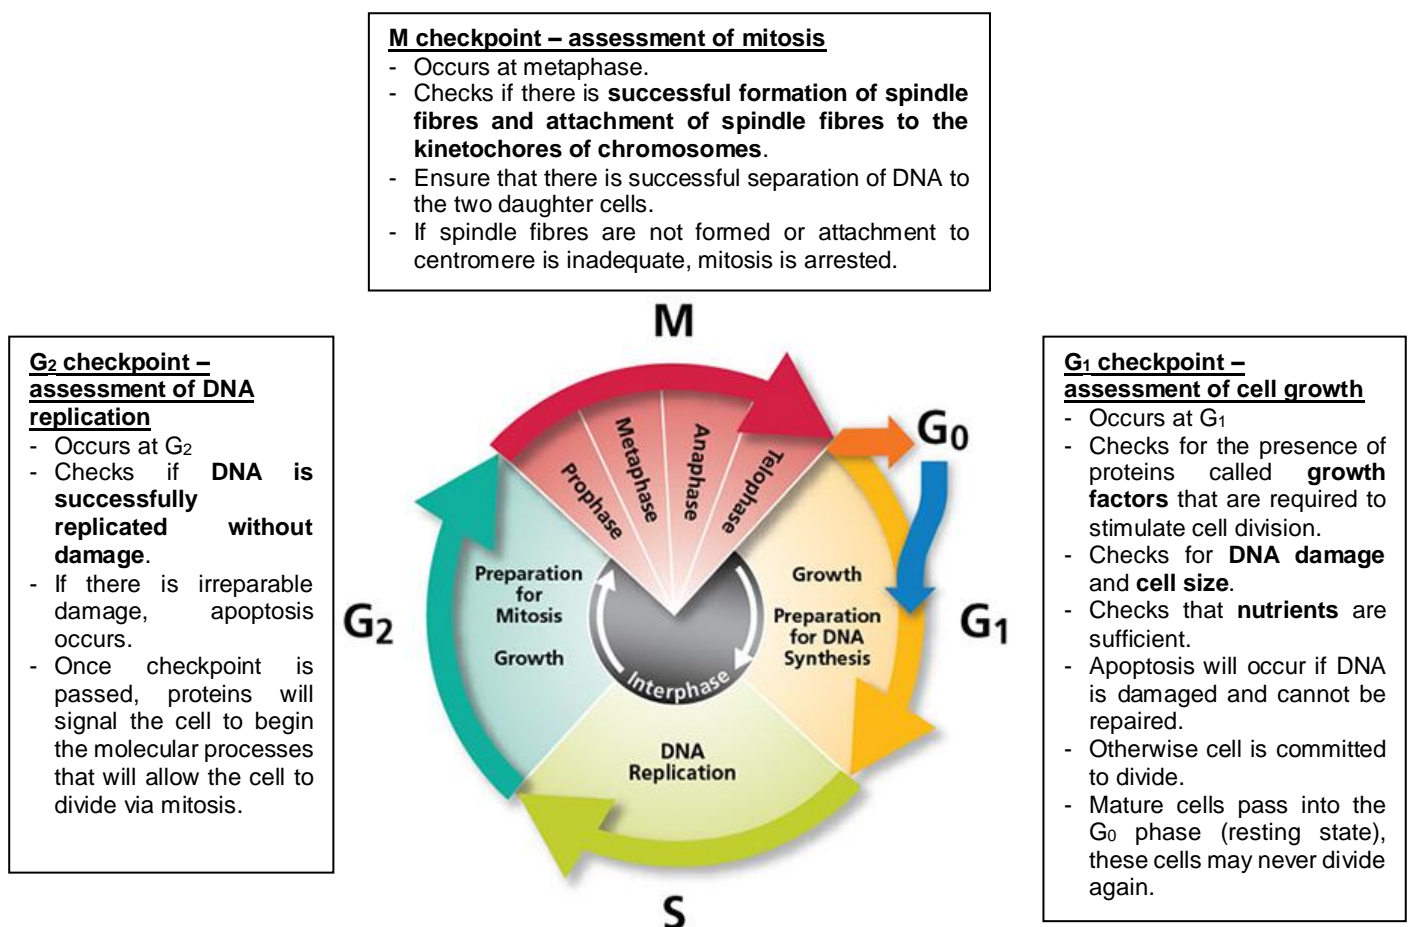 M checkpoint – assessment of mitosis
- Occurs at metaphase.
- Checks if there is successful formation of spindle
fibres and attachment of spindle fibres to the
kinetochores of chromosomes.
- Ensure that there is successful separation of DNA to
the two daughter cells.
- If spindle fibres are not formed or attachment to
centromere is inadequate, mitosis is arrested.
G2 checkpoint –
assessment of DNA
replication
- Occurs at G2
- Checks if DNA is
successfully
replicated without
damage.
- If there is irreparable
damage, apoptosis
occurs.
- Once checkpoint is
passed, proteins will
signal the cell to begin
the molecular processes
that will allow the cell to
divide via mitosis.
M
Prophase
Metaphase
Anaphase
Telophase
G0
G2
Preparation
for
Mitosis
Growth
Interphase
Growth
Preparation
for DNA
Synthesis
G1
DNA
Replication
S
G1 checkpoint –
assessment of cell growth
- Occurs at G1
- Checks for the presence of
proteins called growth
factors that are required to
stimulate cell division.
- Checks for DNA damage
and cell size.
- Checks that nutrients are
sufficient.
- Apoptosis will occur if DNA
is damaged and cannot be
repaired.
- Otherwise cell is committed
to divide.
- Mature cells pass into the
G0 phase (resting state),
these cells may never divide
again.